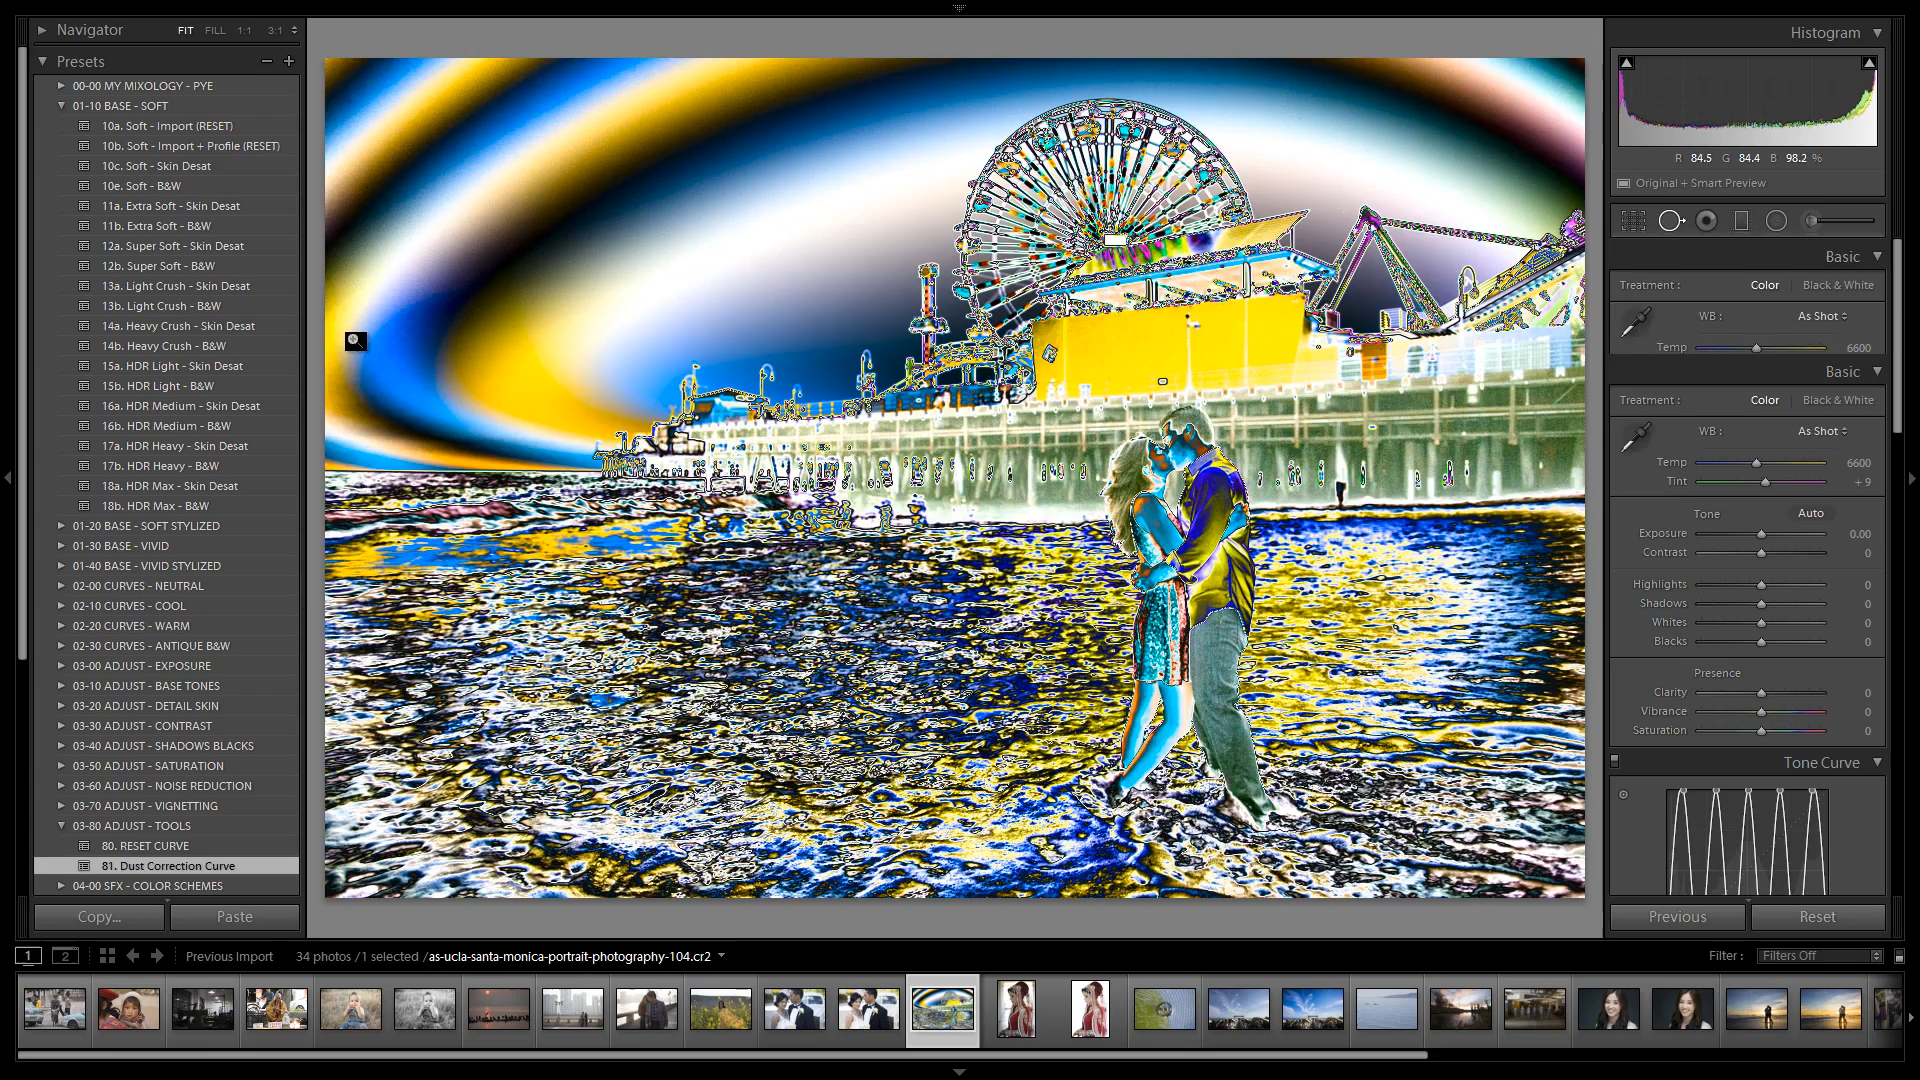 Navigator FIT FILL 1:1 3:1
Presets
00-00 MY MIXOLOGY - PYE
01-10 BASE - SOFT
10a. Soft - Import (RESET)
10b. Soft - Import + Profile (RESET)
10c. Soft - Skin Desat
10e. Soft - B&W
11a. Extra Soft - Skin Desat
11b. Extra Soft - B&W
12a. Super Soft - Skin Desat
12b. Super Soft - B&W
13a. Light Crush - Skin Desat
13b. Light Crush - B&W
14a. Heavy Crush - Skin Desat
14b. Heavy Crush - B&W
15a. HDR Light - Skin Desat
15b. HDR Light - B&W
16a. HDR Medium - Skin Desat
16b. HDR Medium - B&W
17a. HDR Heavy - Skin Desat
17b. HDR Heavy - B&W
18a. HDR Max - Skin Desat
18b. HDR Max - B&W
01-20 BASE - SOFT STYLIZED
01-30 BASE - VIVID
01-40 BASE - VIVID STYLIZED
02-00 CURVES - NEUTRAL
02-10 CURVES - COOL
02-20 CURVES - WARM
02-30 CURVES - ANTIQUE B&W
03-00 ADJUST - EXPOSURE
03-10 ADJUST - BASE TONES
03-20 ADJUST - DETAIL SKIN
03-30 ADJUST - CONTRAST
03-40 ADJUST - SHADOWS BLACKS
03-50 ADJUST - SATURATION
03-60 ADJUST - NOISE REDUCTION
03-70 ADJUST - VIGNETTING
03-80 ADJUST - TOOLS
80. RESET CURVE
81. Dust Correction Curve
04-00 SFX - COLOR SCHEMES
Copy... Paste
Histogram
R 84.5 G 84.4 B 98.2 %
Original + Smart Preview
Basic
Treatment : Color Black & White
WB : As Shot
Temp 6600
Basic
Treatment : Color Black & White
WB : As Shot
Temp 6600
Tint + 9
Tone Auto
Exposure 0.00
Contrast 0
Highlights 0
Shadows 0
Whites 0
Blacks 0
Presence
Clarity 0
Vibrance 0
Saturation 0
Tone Curve
Previous Reset
1 2 Previous Import 34 photos /1 selected /as-ucla-santa-monica-portrait-photography-104.cr2 Filter : Filters Off